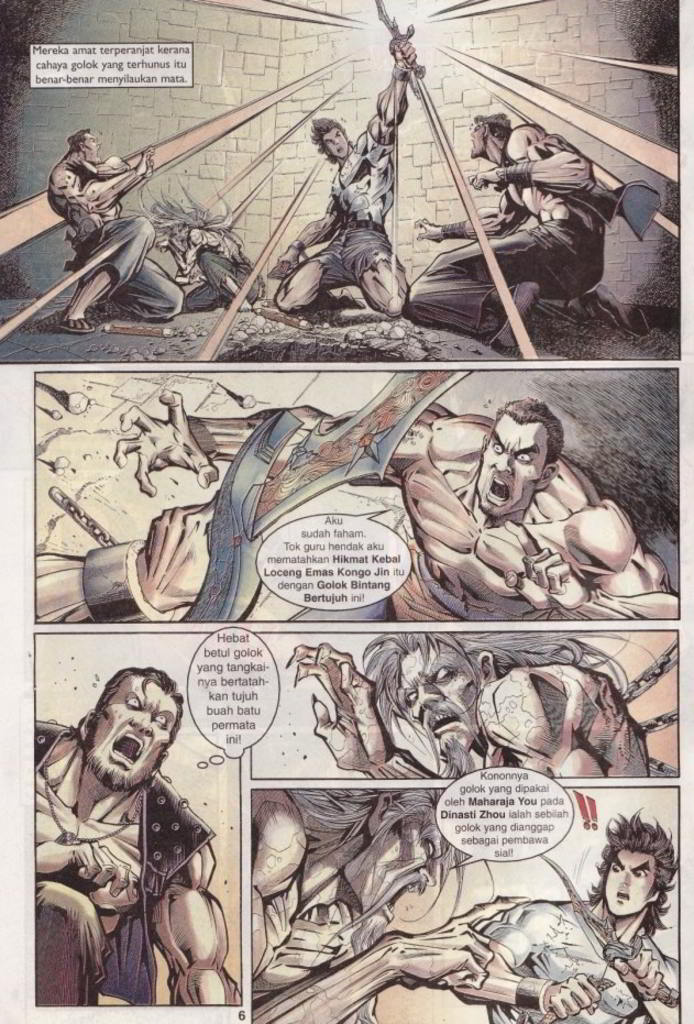 Mereka amat terperanjat kerana
cahaya golok yang terhunus itu
benar-benar menyilaukan mata.
Aku
sudah faham.
Tok guru hendak aku
mematahkan Hikmat Kebal
Loceng Emas Kongo Jin itu
dengan Golok Bintang
Bertujuh ini!
Hebat
betul golok
yang tangkai-
nya bertatah-
kan tujuh
buah batu
permata
ini!
Kononnya
golok yang dipakai
oleh Maharaja You pada
Dinasti Zhou ialah sebilah
golok yang dianggap
sebagai pembawa
sial!
!!
6